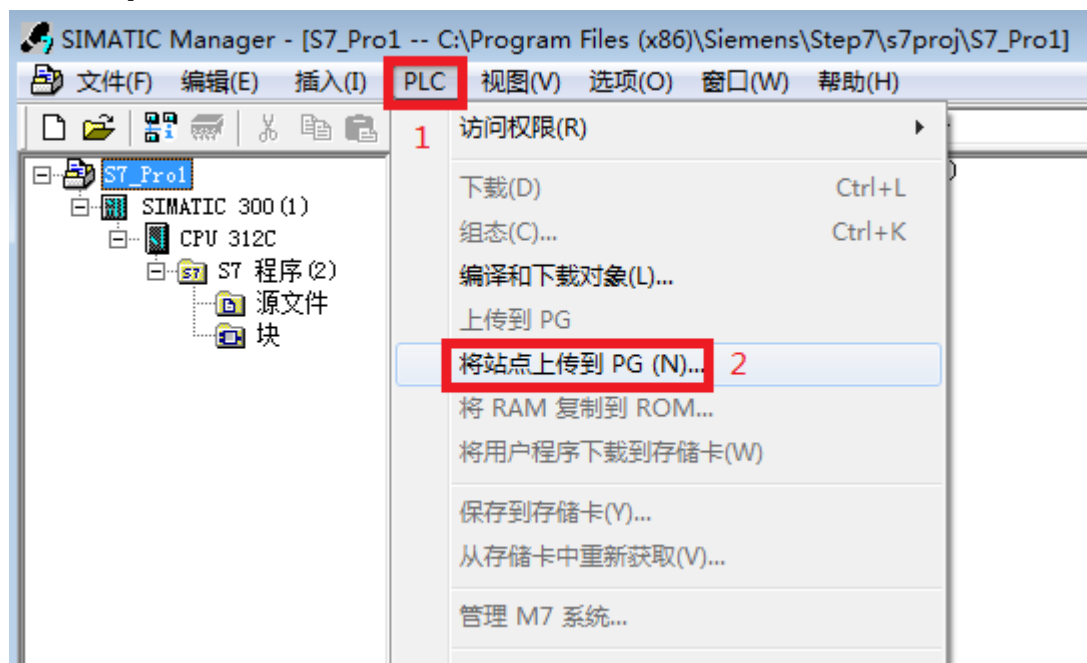 SIMATIC Manager - [S7_Pro1 -- C:\Program Files (x86)\Siemens\Step7\s7proj\S7_Pro1]
文件(F) 编辑(E) 插入(I) PLC 视图(V) 选项(O) 窗口(W) 帮助(H)
1
访问权限(R)
下载(D) Ctrl+L
组态(C)... Ctrl+K
编译和下载对象(L)...
上传到 PG
将站点上传到 PG (N)... 2
将 RAM 复制到 ROM...
将用户程序下载到存储卡(W)
保存到存储卡(Y)...
从存储卡中重新获取(V)...
管理 M7 系统...
S7_Pro1
SIMATIC 300(1)
CPU 312C
S7 程序(2)
源文件
块